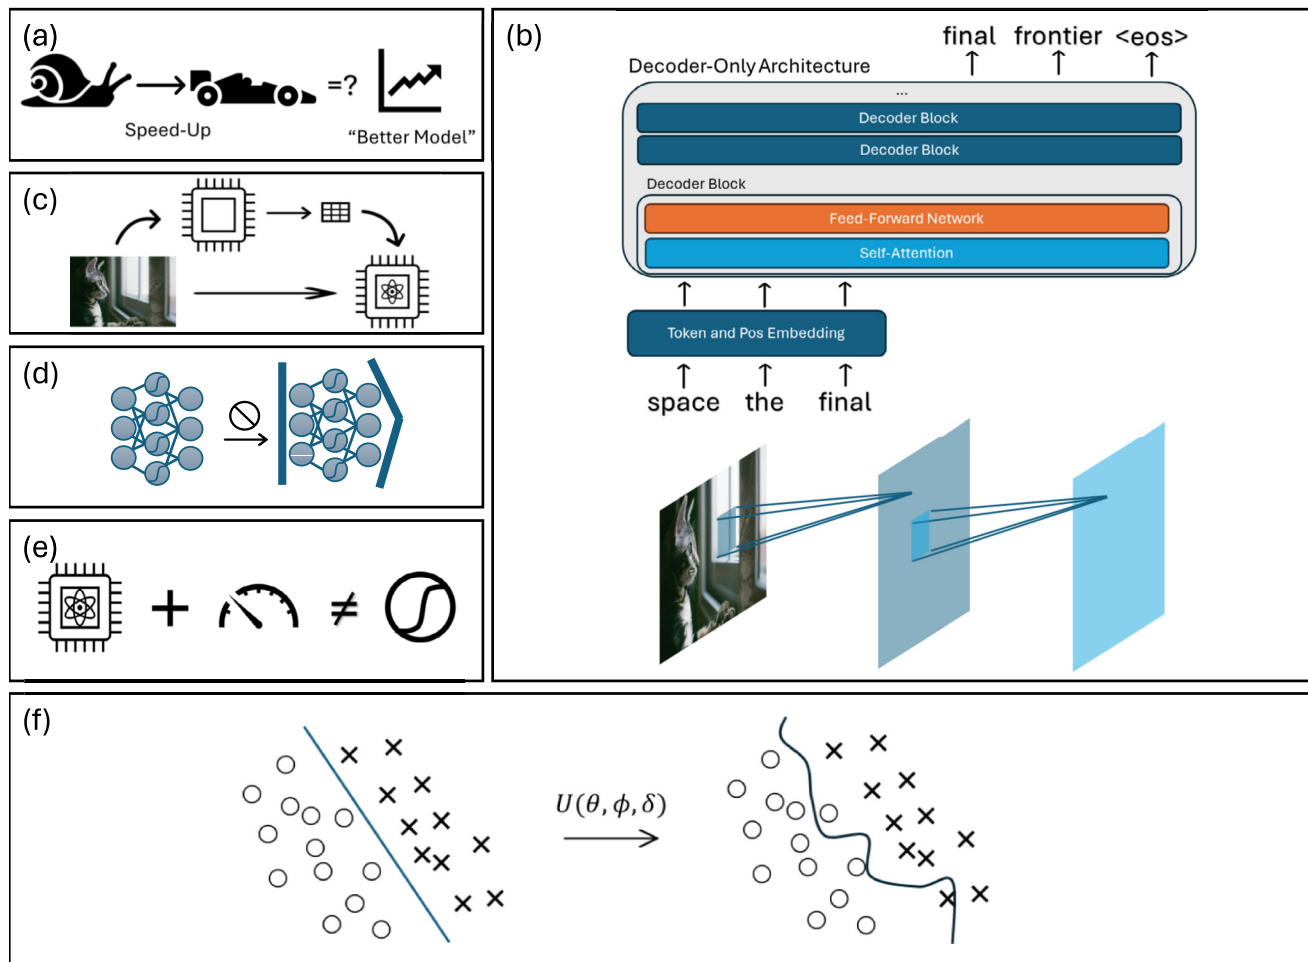 (a)
=?
Speed-Up
“Better Model”
(b)
final frontier <eos>
Decoder-Only Architecture
...
Decoder Block
Decoder Block
Decoder Block
Feed-Forward Network
Self-Attention
Token and Pos Embedding
space the final
(c)
(d)
(e)
+ ≠
(f)
U(θ, ϕ, δ)